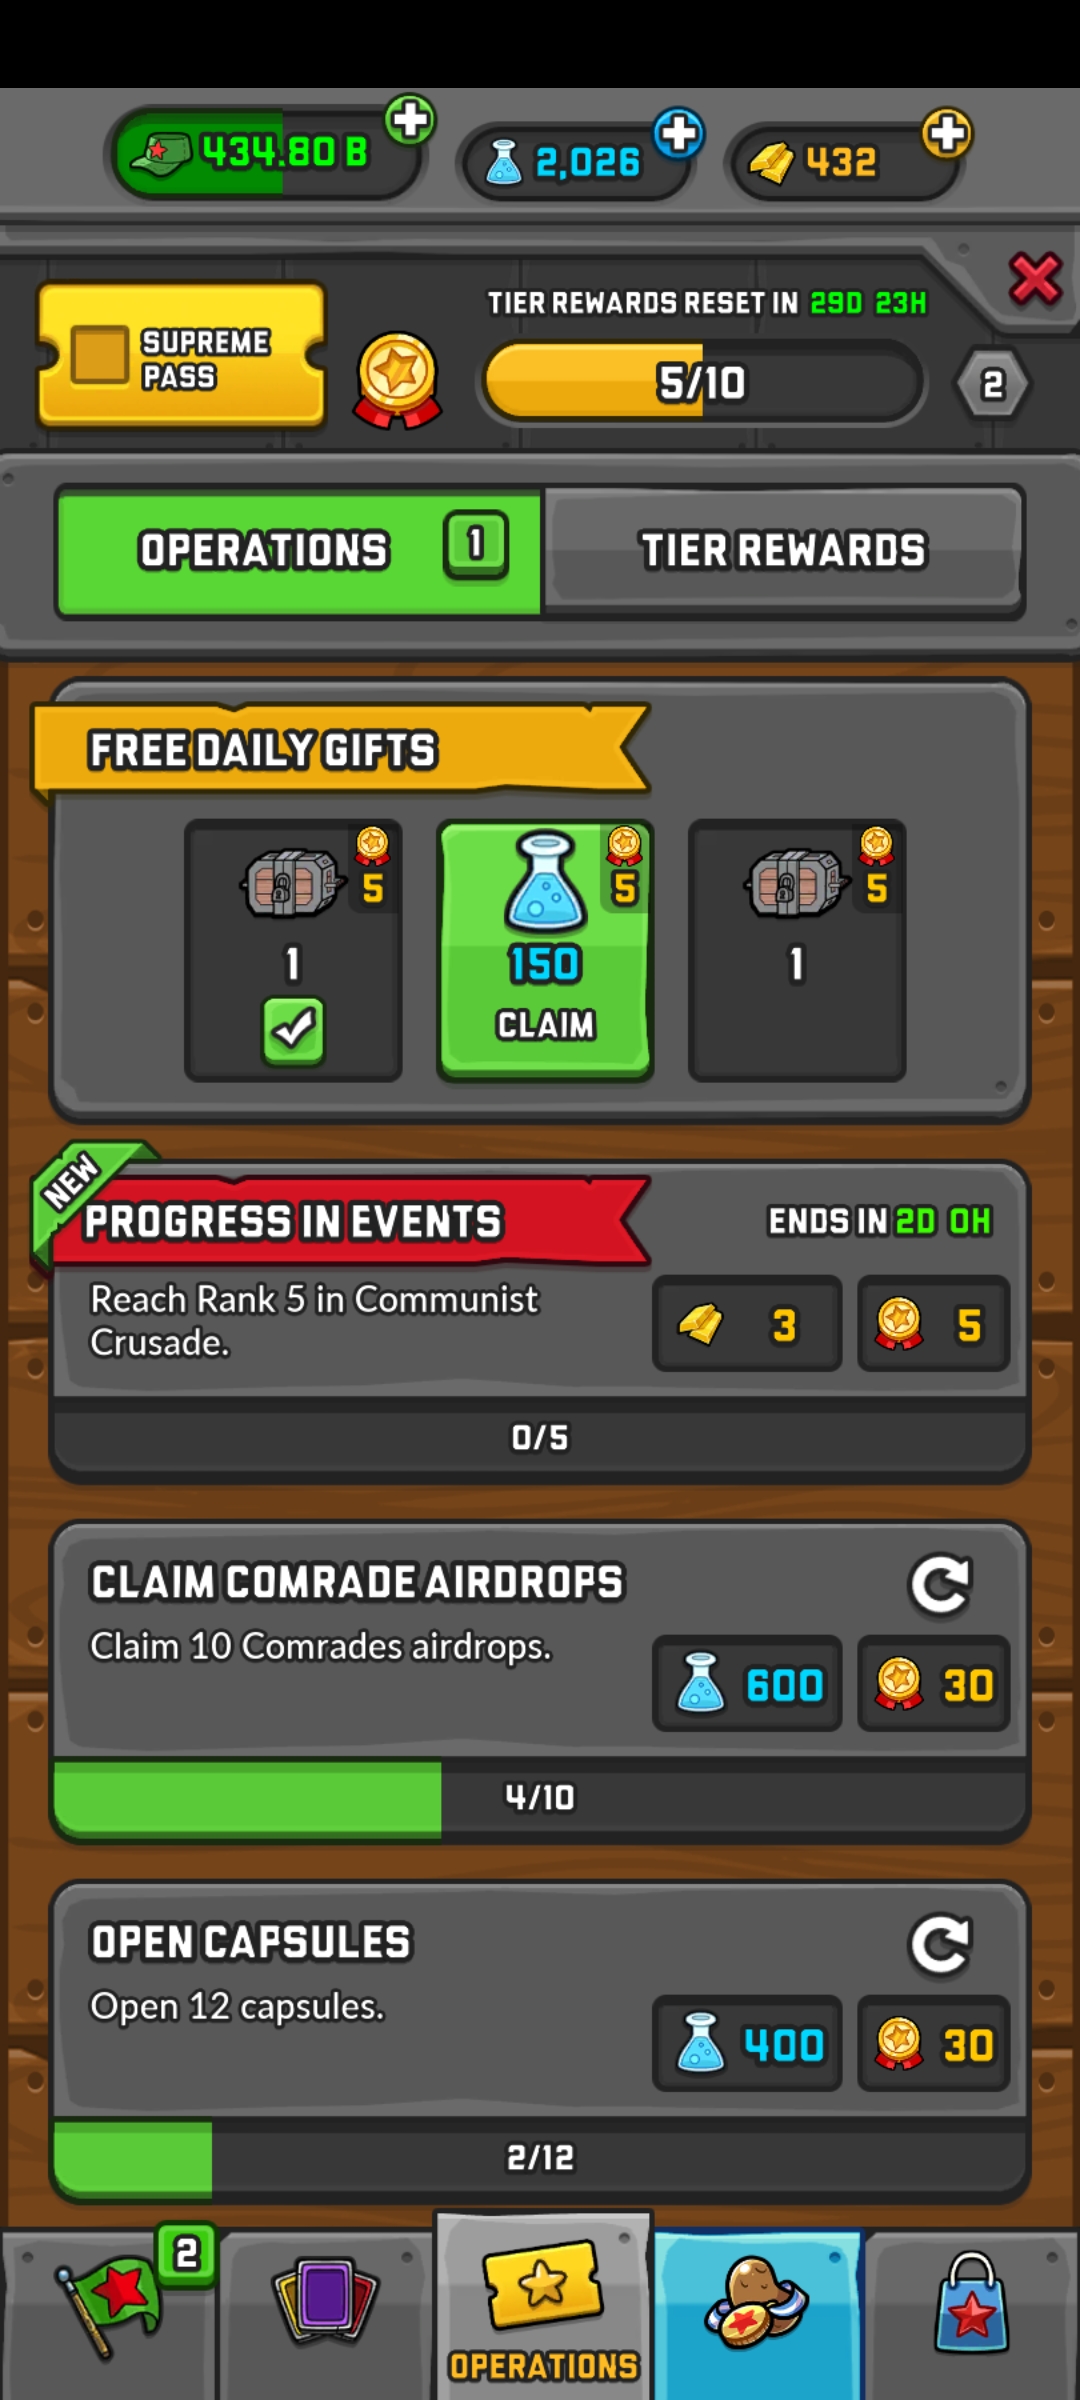 434.80 B
2,026
432
SUPREME
PASS
TIER REWARDS RESET IN 29D 23H
5/10
2
OPERATIONS 1
TIER REWARDS
FREE DAILY GIFTS
5
1
5
150
CLAIM
5
1
NEW
PROGRESS IN EVENTS
ENDS IN 2D 0H
Reach Rank 5 in Communist
Crusade.
3
5
0/5
CLAIM COMRADE AIRDROPS
Claim 10 Comrades airdrops.
600
30
4/10
OPEN CAPSULES
Open 12 capsules.
400
30
2/12
2
OPERATIONS